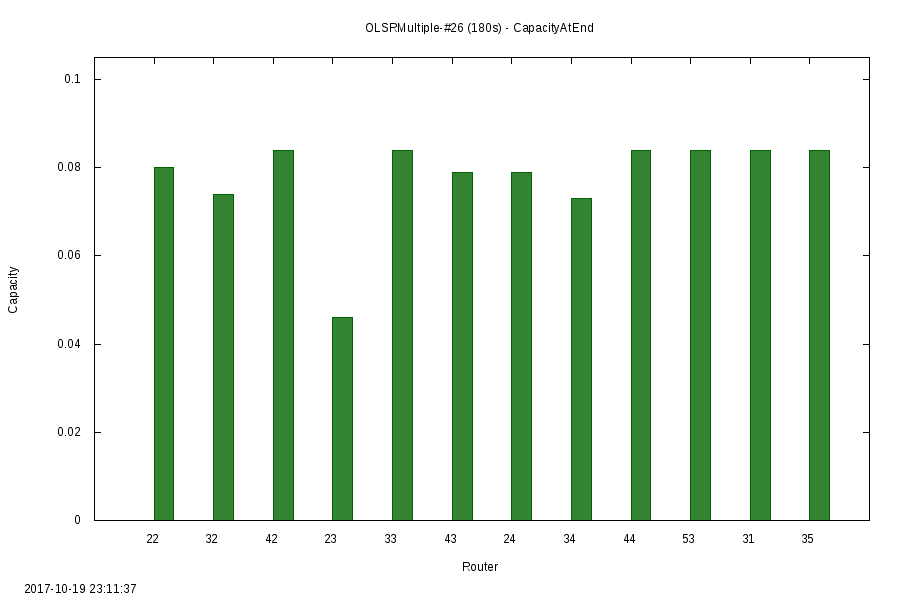 OLSRMultiple-#26 (180s) - CapacityAtEnd
0.1
0.08
0.06
0.04
0.02
0
Capacity
22 32 42 23 33 43 24 34 44 53 31 35
Router
2017-10-19 23:11:37